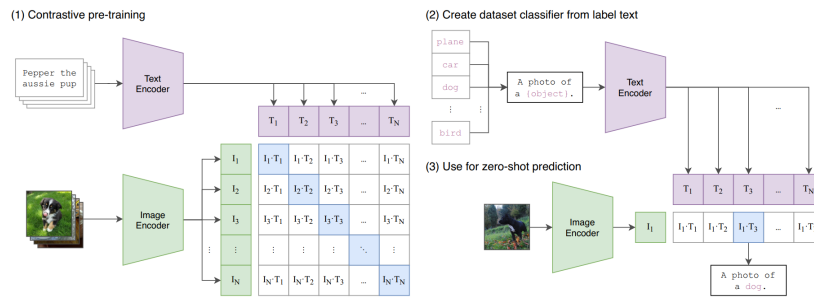 (1) Contrastive pre-training
Pepper the
aussie pup
Text
Encoder
...
T1 T2 T3 ... TN
I1 I1·T1 I1·T2 I1·T3 ... I1·TN
I2 I2·T1 I2·T2 I2·T3 ... I2·TN
I3 I3·T1 I3·T2 I3·T3 ... I3·TN
⋮ ⋮ ⋮ ⋮ ⋱ ⋮
IN IN·T1 IN·T2 IN·T3 ... IN·TN
Image
Encoder
(2) Create dataset classifier from label text
plane
car
dog
⋮
bird
A photo of
a {object}.
⋮
Text
Encoder
...
(3) Use for zero-shot prediction
T1 T2 T3 ... TN
Image
Encoder
I1 I1·T1 I1·T2 I1·T3 ... I1·T
A photo of
a dog.